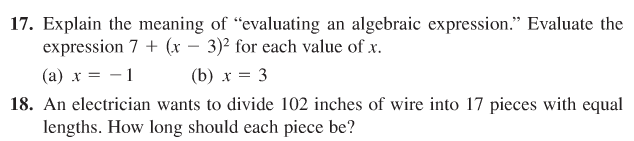 17. Explain the meaning of “evaluating an algebraic expression.” Evaluate the
expression 7 + (x − 3)² for each value of x.
(a) x = −1 (b) x = 3
18. An electrician wants to divide 102 inches of wire into 17 pieces with equal
lengths. How long should each piece be?